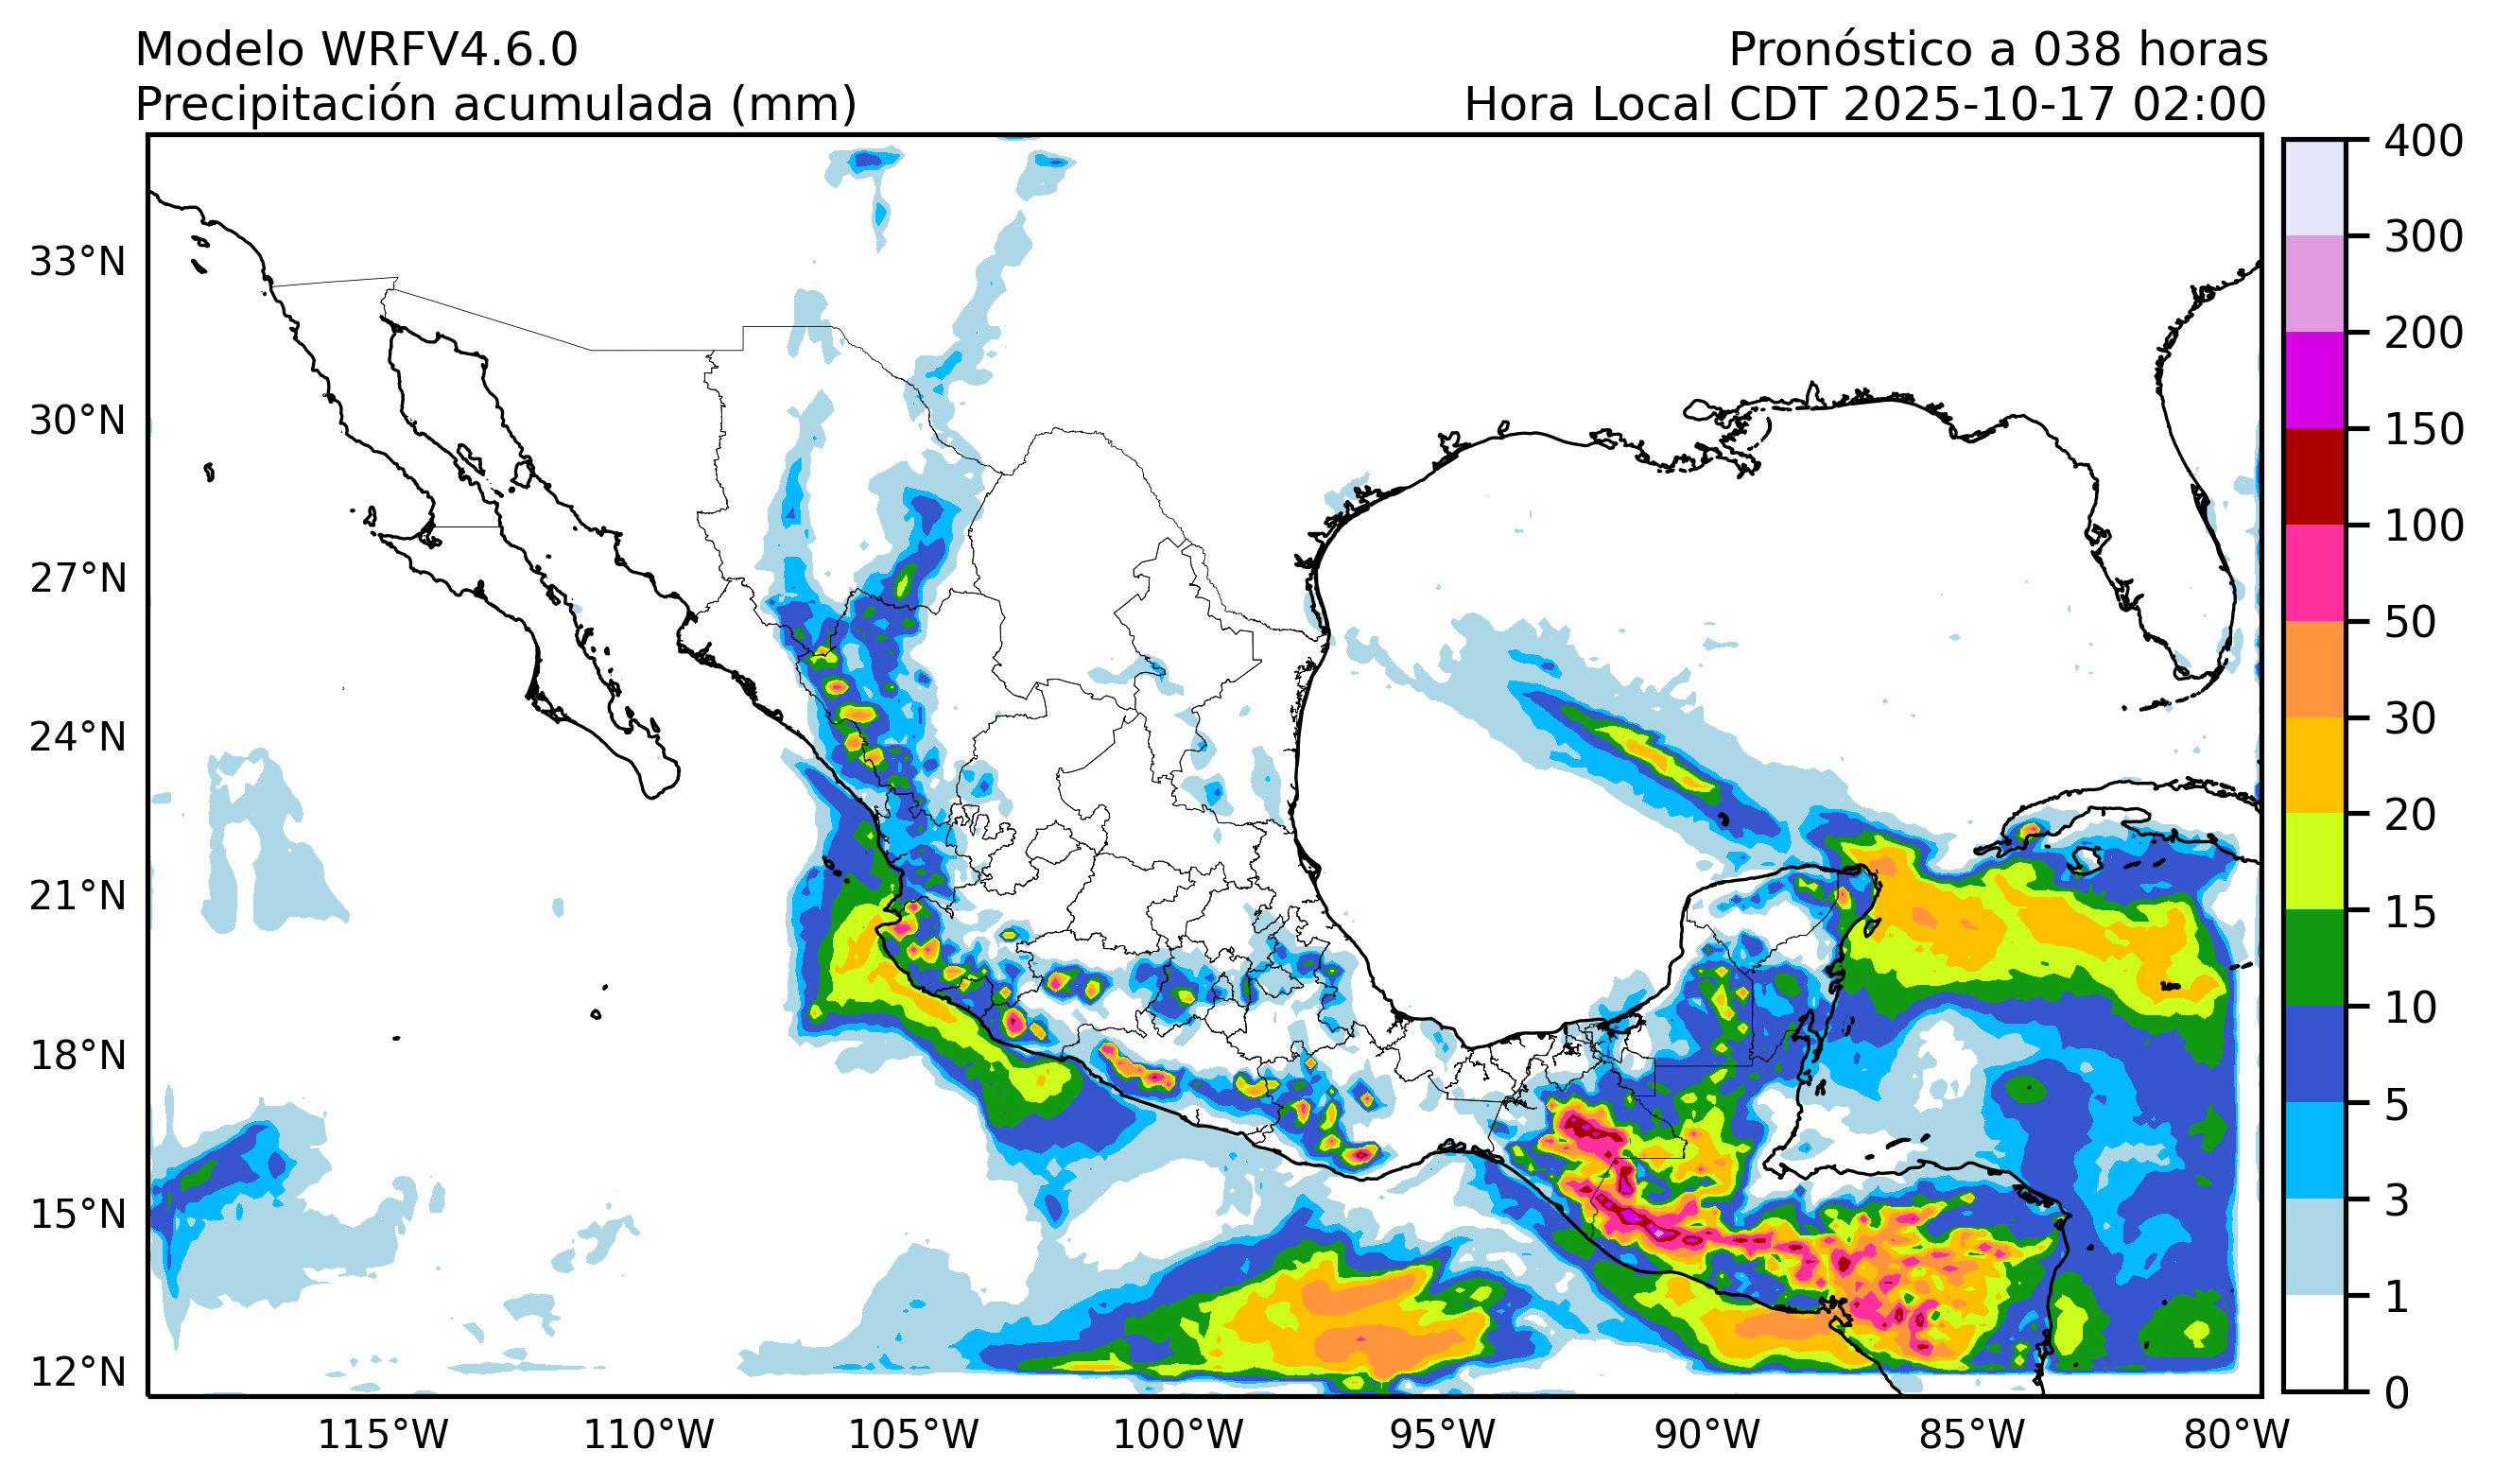 Modelo WRFV4.6.0
Pronóstico a 038 horas
Precipitación acumulada (mm)
Hora Local CDT 2025-10-17 02:00
400
300
200
150
100
50
30
20
15
10
5
3
1
0
33°N
30°N
27°N
24°N
21°N
18°N
15°N
12°N
115°W
110°W
105°W
100°W
95°W
90°W
85°W
80°W